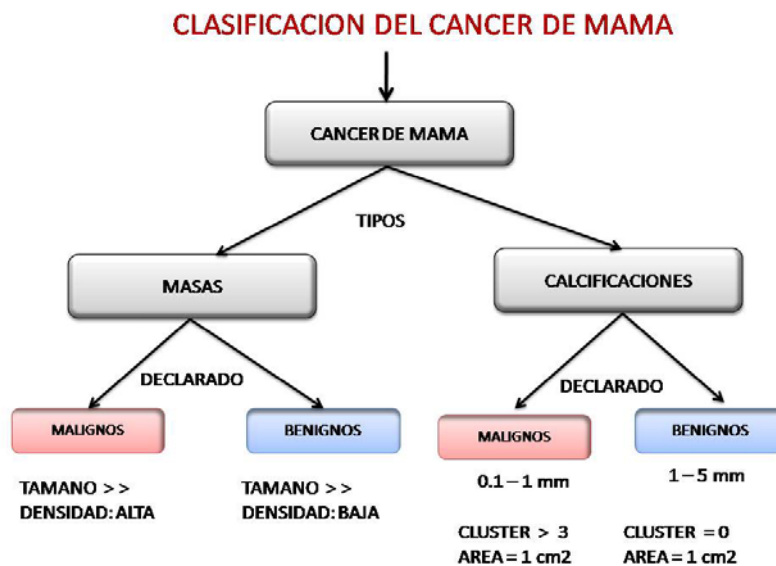 CLASIFICACION DEL CANCER DE MAMA
CANCER DE MAMA
TIPOS
MASAS
CALCIFICACIONES
DECLARADO
DECLARADO
MALIGNOS
BENIGNOS
MALIGNOS
BENIGNOS
TAMANO >>
DENSIDAD: ALTA
TAMANO >>
DENSIDAD: BAJA
0.1 – 1 mm
1 – 5 mm
CLUSTER > 3
AREA = 1 cm2
CLUSTER = 0
AREA = 1 cm2